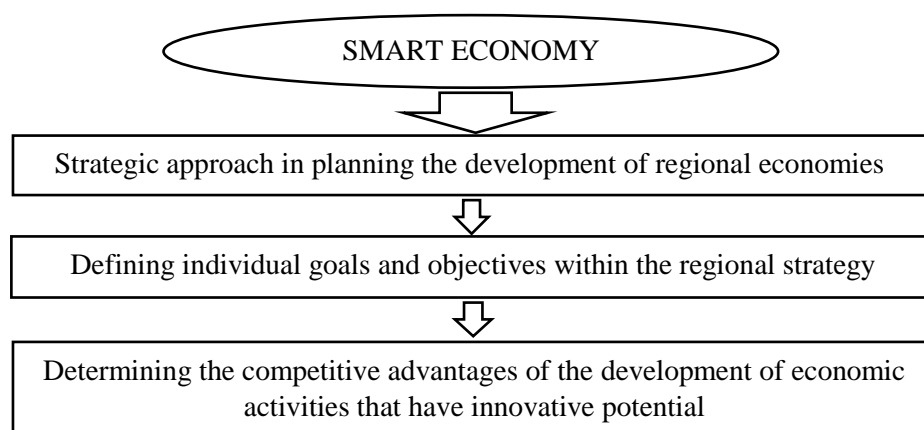 SMART ECONOMY
Strategic approach in planning the development of regional economies
Defining individual goals and objectives within the regional strategy
Determining the competitive advantages of the development of economic
activities that have innovative potential